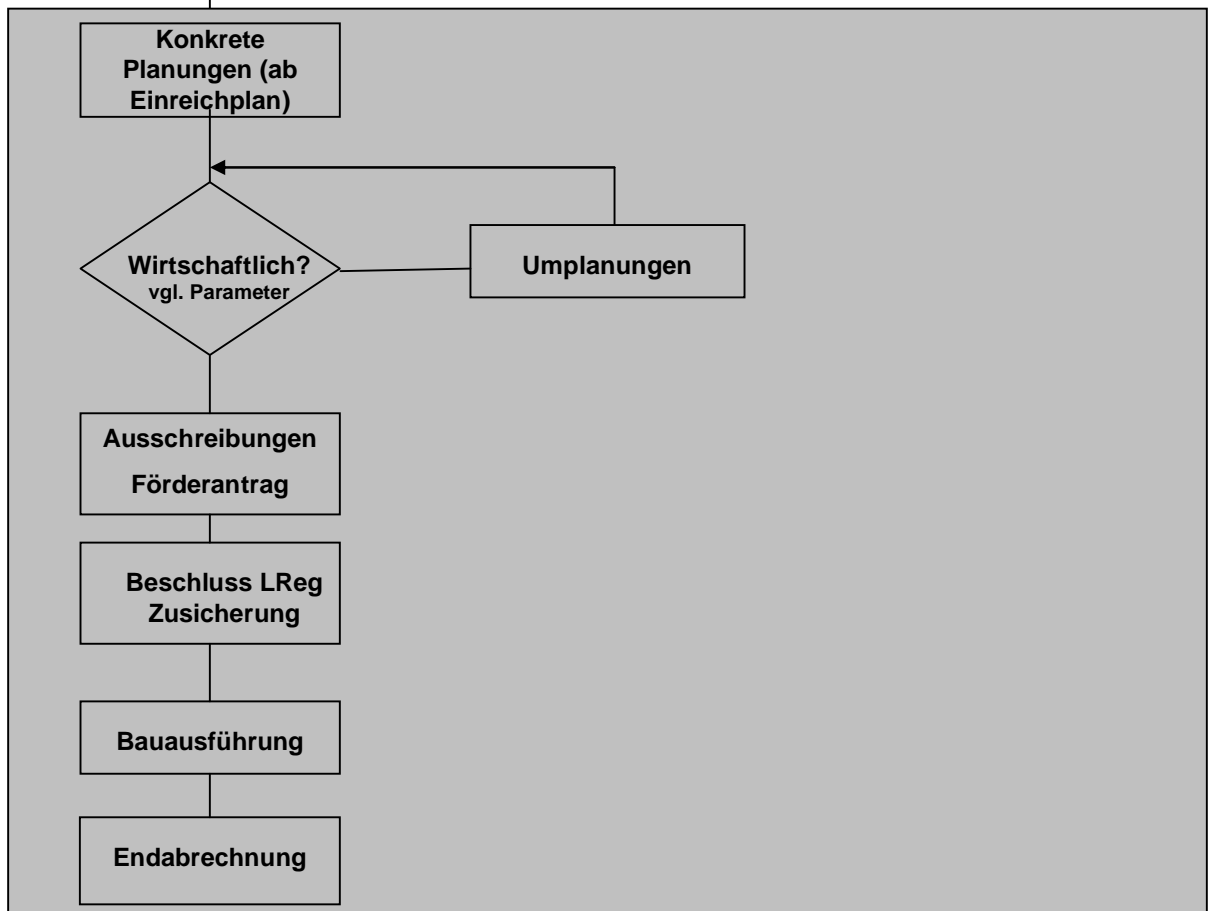 Konkrete
Planungen (ab
Einreichplan)
Wirtschaftlich?
vgl. Parameter
Umplanungen
Ausschreibungen
Förderantrag
Beschluss LReg
Zusicherung
Bauausführung
Endabrechnung